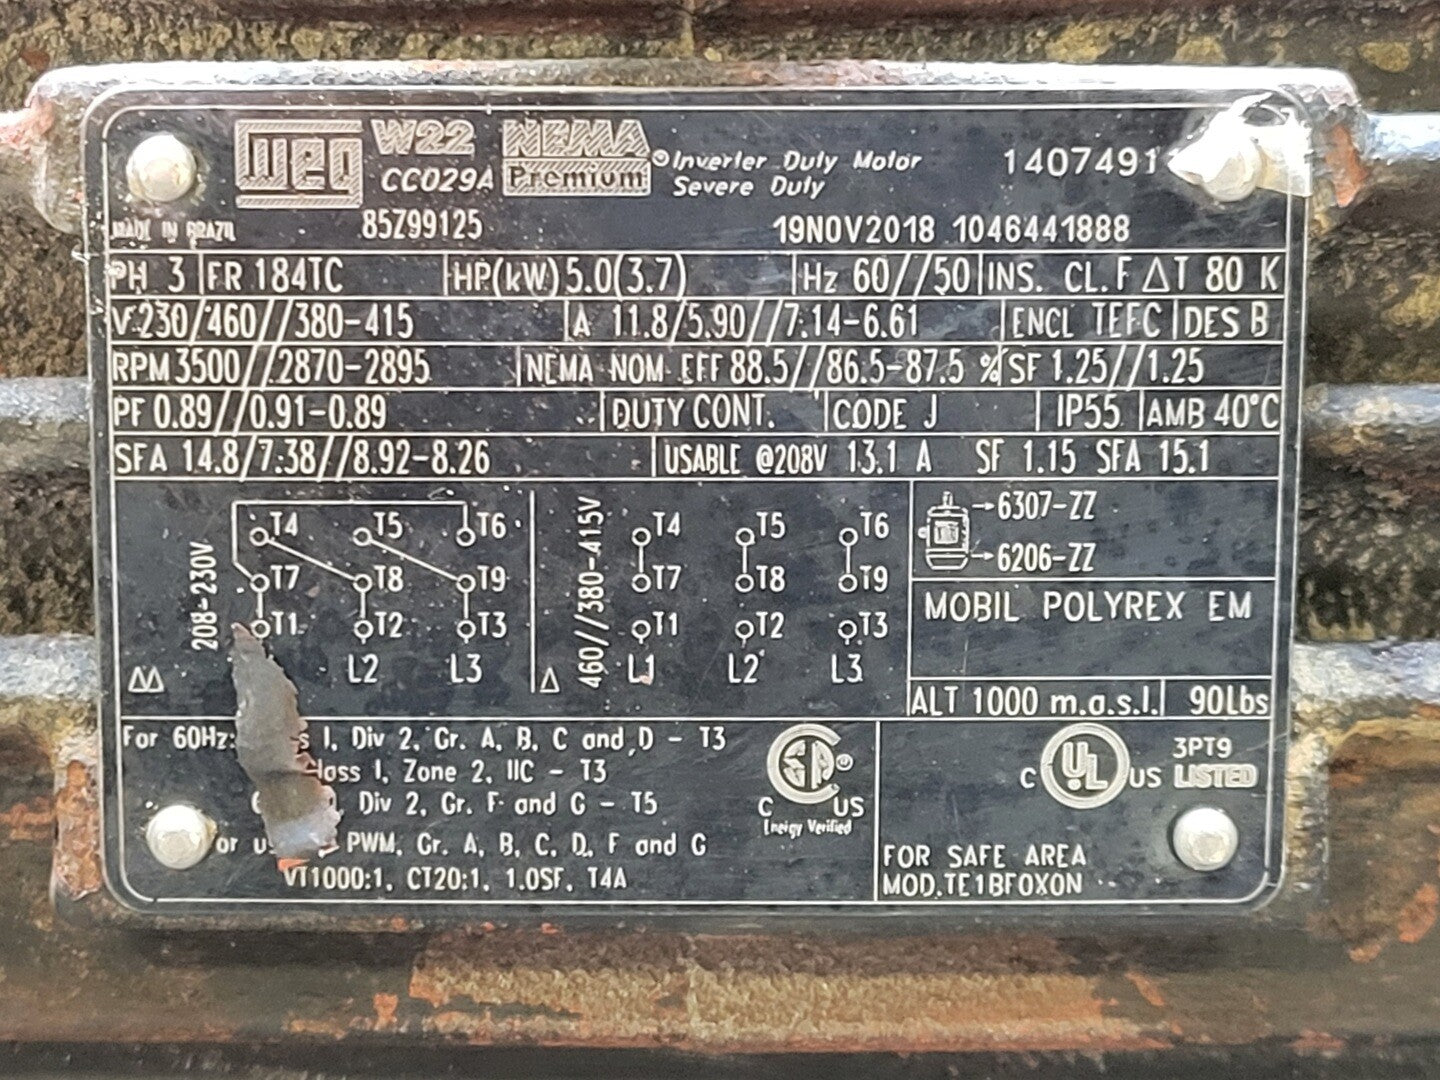 WEG W22 NEMA Premium ® Inverter Duty Motor
CC029A Severe Duty
1407491
MADE IN BRAZIL 85Z99125 19NOV2018 1046441888
PH 3 FR 184TC HP(kW) 5.0(3.7) Hz 60//50 INS. CL. F ΔT 80 K
V 230/460//380-415 A 11.8/5.90//7.14-6.61 ENCL TEFC DES B
RPM 3500//2870-2895 NEMA NOM EFF 88.5//86.5-87.5 % SF 1.25//1.25
PF 0.89//0.91-0.89 DUTY CONT. CODE J IP55 AMB 40°C
SFA 14.8/7.38//8.92-8.26 USABLE @208V 13.1 A SF 1.15 SFA 15.1
208-230V
T4 T5 T6
T7 T8 T9
T1 T2 T3
L2 L3
ΔΔ
460//380-415V
T4 T5 T6
T7 T8 T9
T1 T2 T3
L1 L2 L3
Δ
6307-ZZ
6206-ZZ
MOBIL POLYREX EM
ALT 1000 m.a.s.l. 90Lbs
For 60Hz: I, Div 2, Gr. A, B, C and D - T3
I, Zone 2, IIC - T3
Div 2, Gr. F and G - T5
PWM, Gr. A, B, C, D, F and G
VT1000:1, CT20:1, 1.0SF, T4A
SA ®
C US
Energy Verified
C UL US 3PT9
LISTED
FOR SAFE AREA
MOD.TE1BF0X0N